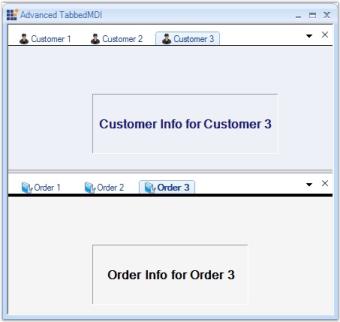 Advanced TabbedMDI
Customer 1 Customer 2 Customer 3
Customer Info for Customer 3
Order 1 Order 2 Order 3
Order Info for Order 3